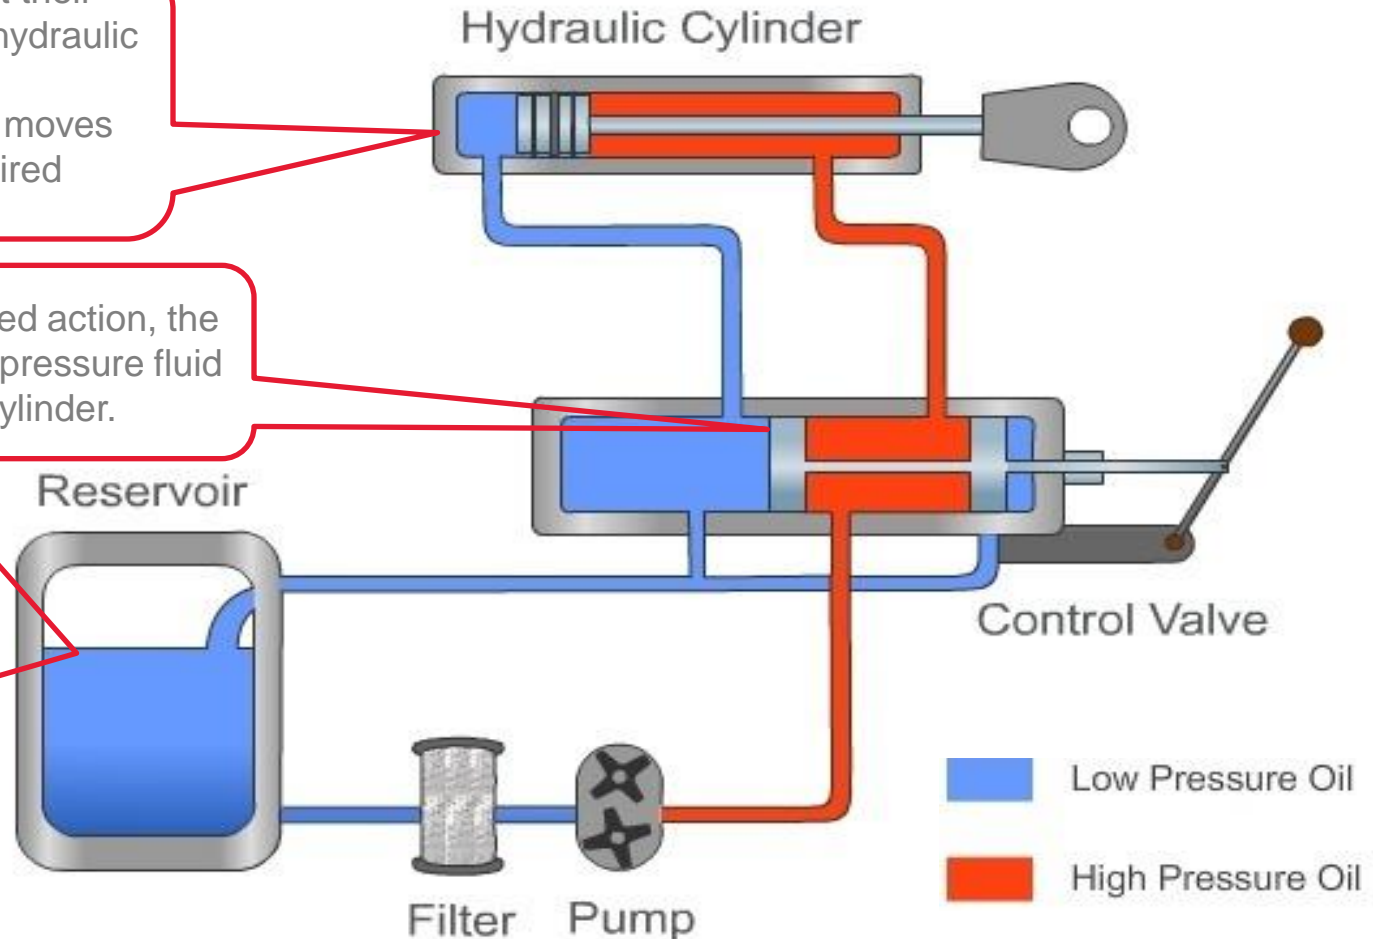 Hydraulic Cylinder
t their
hydraulic
moves
ired
ed action, the
pressure fluid
ylinder.
Reservoir
Control Valve
Low Pressure Oil
High Pressure Oil
Filter
Pump